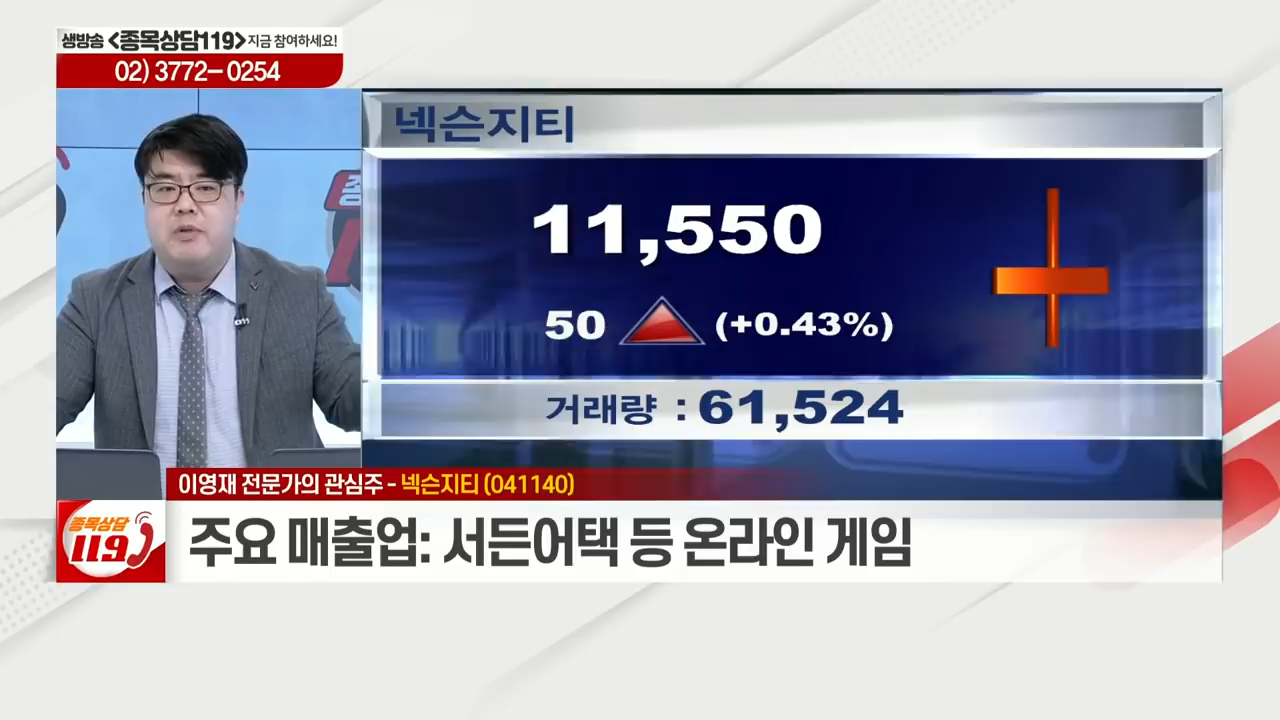 생방송 <종목상담119> 지금 참여하세요!
02) 3772-0254
넥슨지티
11,550
50 (+0.43%)
거래량 : 61,524
이영재 전문가의 관심주 - 넥슨지티 (041140)
종목상담
119
주요 매출업: 서든어택 등 온라인 게임